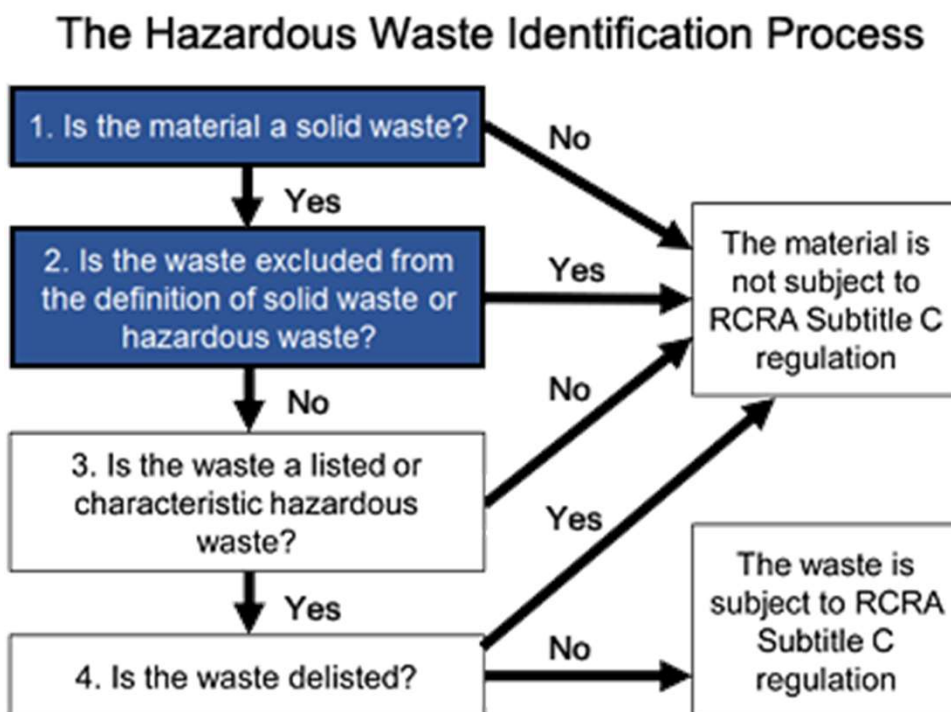 The Hazardous Waste Identification Process
1. Is the material a solid waste?
No
Yes
2. Is the waste excluded from
the definition of solid waste or
hazardous waste?
Yes
No
The material is
not subject to
RCRA Subtitle C
regulation
3. Is the waste a listed or
characteristic hazardous
waste?
No
Yes
4. Is the waste delisted?
Yes
No
The waste is
subject to RCRA
Subtitle C
regulation